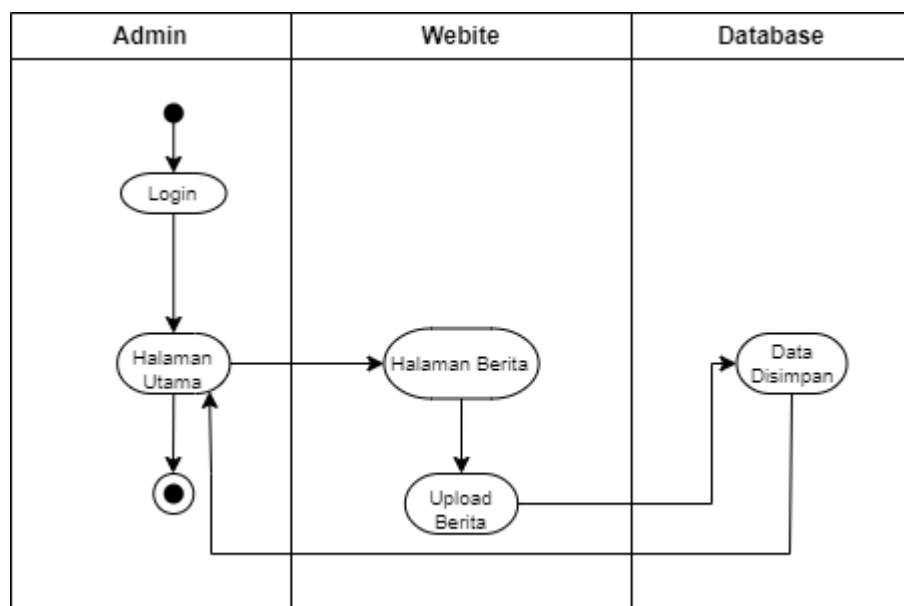 Admin
Webite
Database
Login
Halaman
Utama
Halaman Berita
Data
Disimpan
Upload
Berita